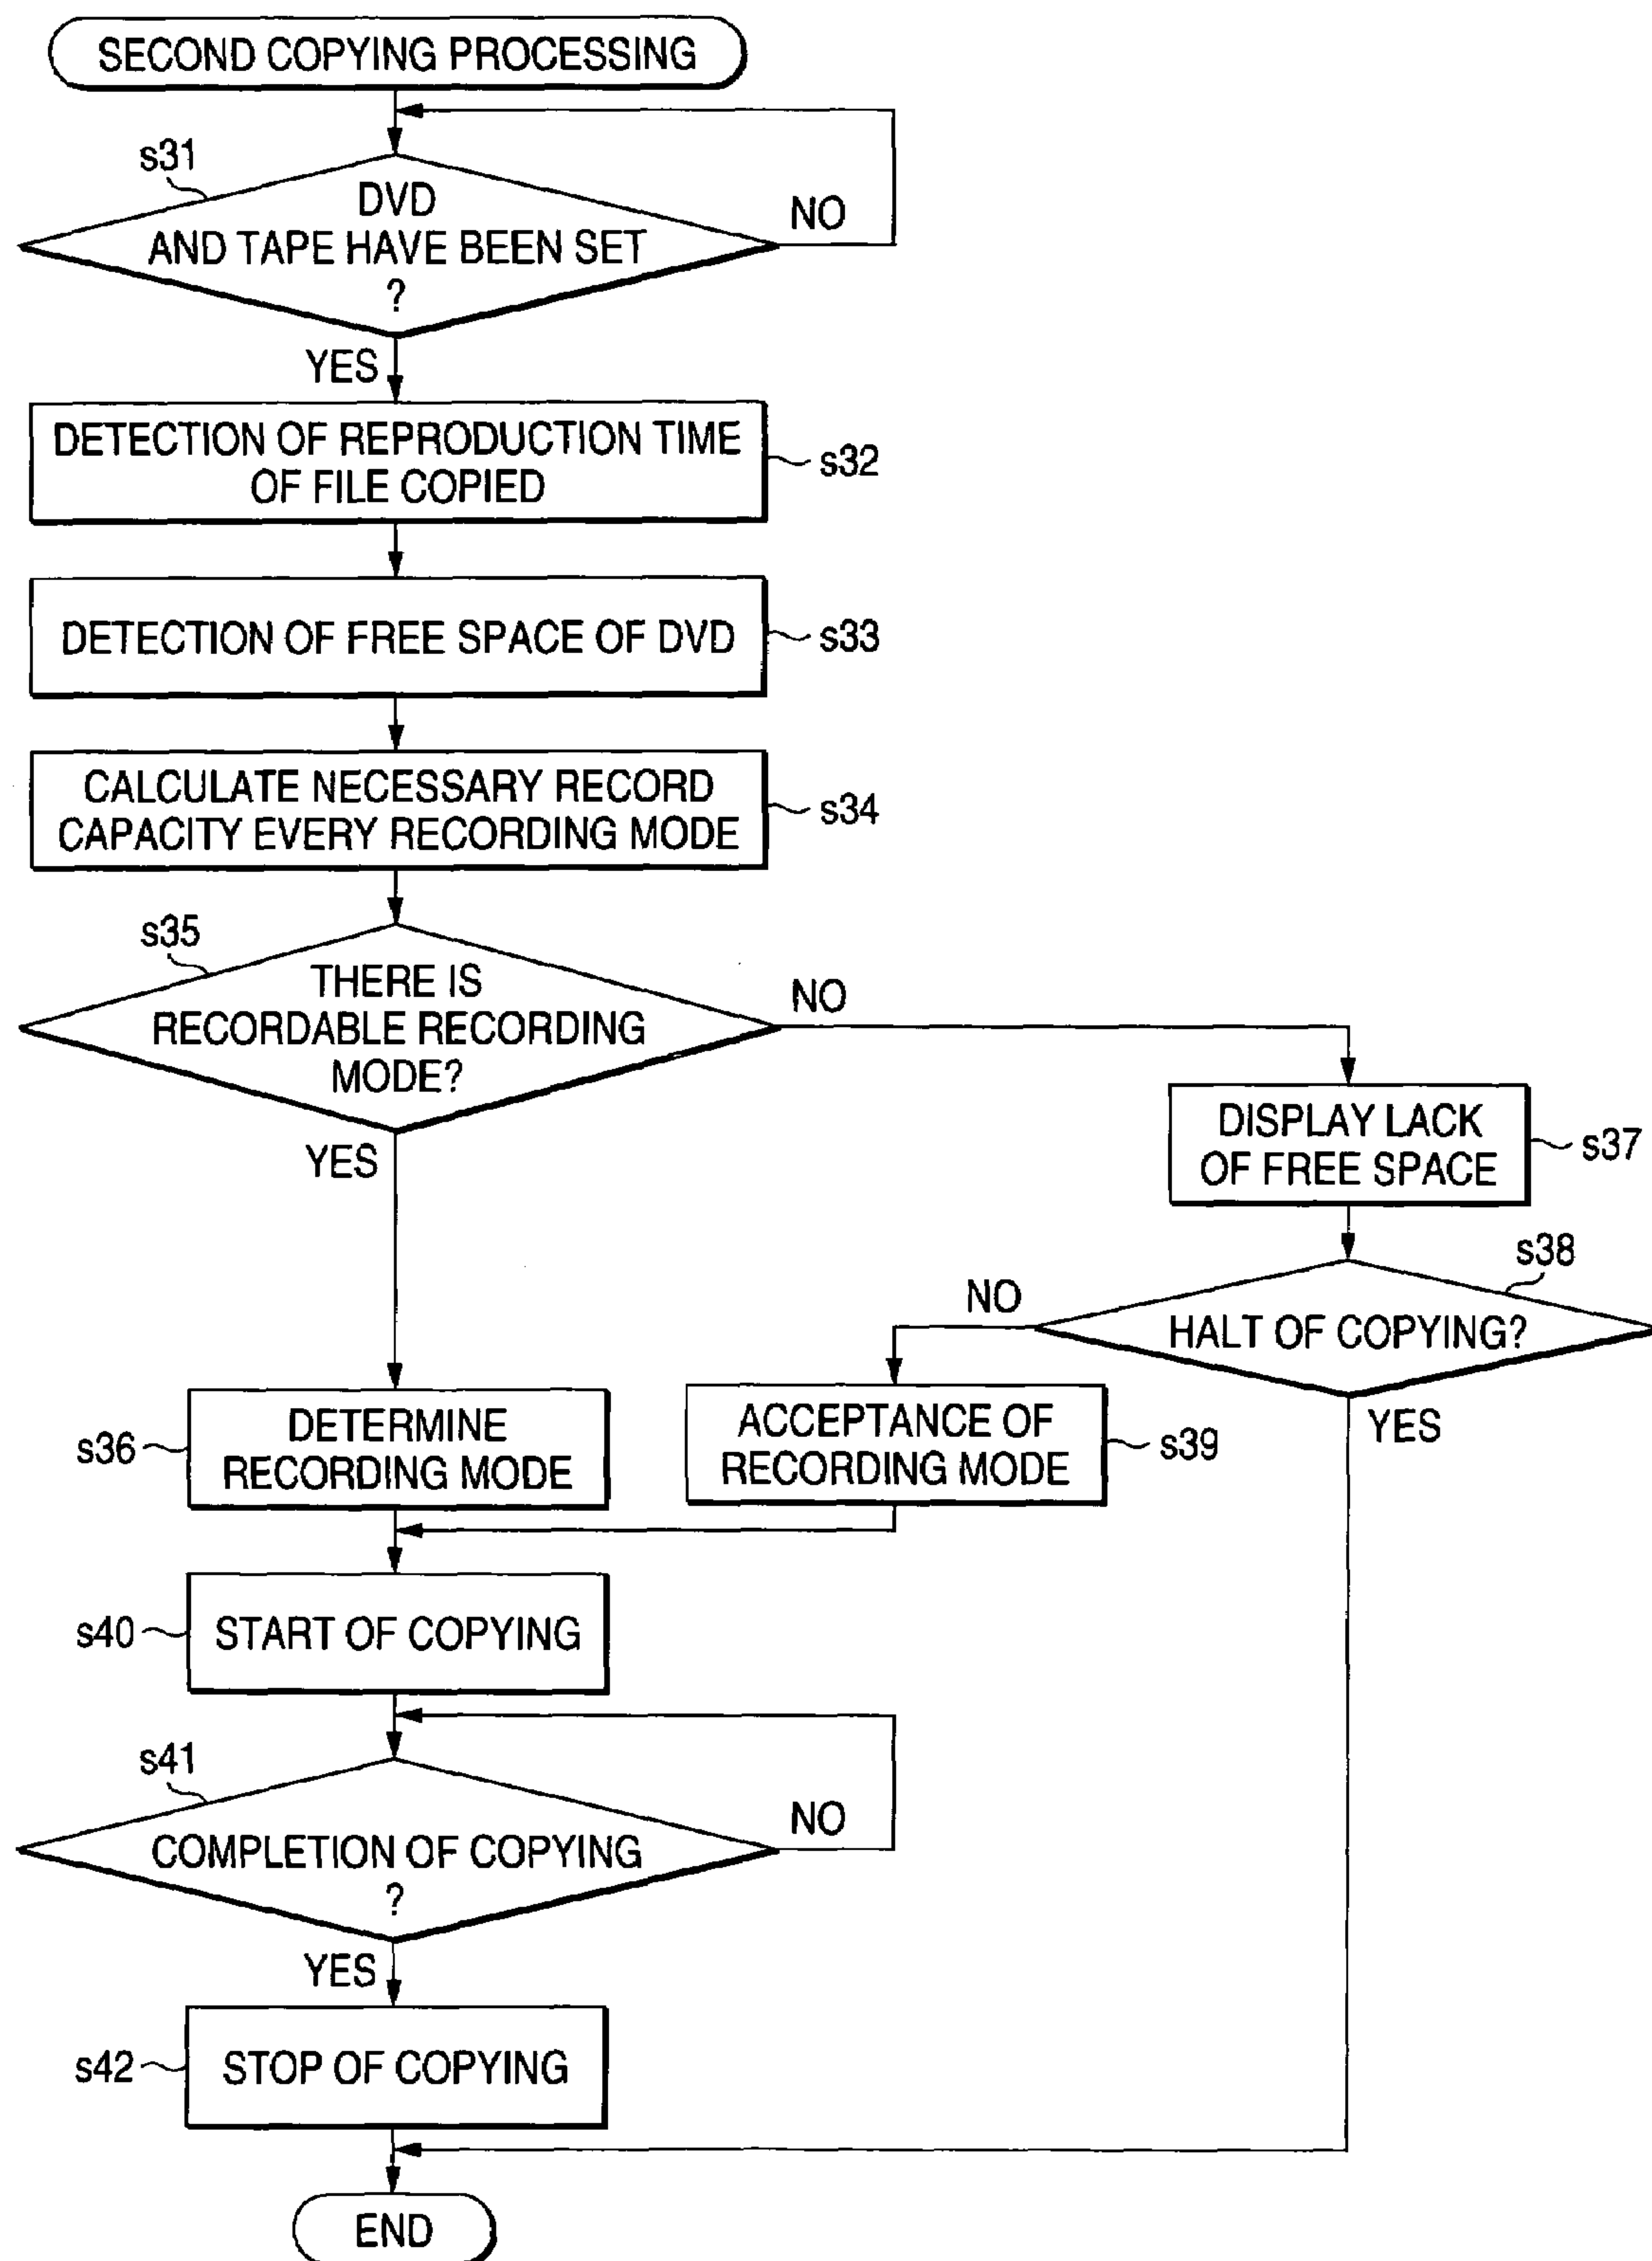 SECOND COPYING PROCESSING
s31
DVD
AND TAPE HAVE BEEN SET
?
NO
YES
DETECTION OF REPRODUCTION TIME
OF FILE COPIED
s32
DETECTION OF FREE SPACE OF DVD
s33
CALCULATE NECESSARY RECORD
CAPACITY EVERY RECORDING MODE
s34
s35
THERE IS
RECORDABLE RECORDING
MODE?
NO
YES
DISPLAY LACK
OF FREE SPACE
s37
s38
HALT OF COPYING?
NO
YES
s36
DETERMINE
RECORDING MODE
ACCEPTANCE OF
RECORDING MODE
s39
s40
START OF COPYING
s41
COMPLETION OF COPYING
?
NO
YES
s42
STOP OF COPYING
END